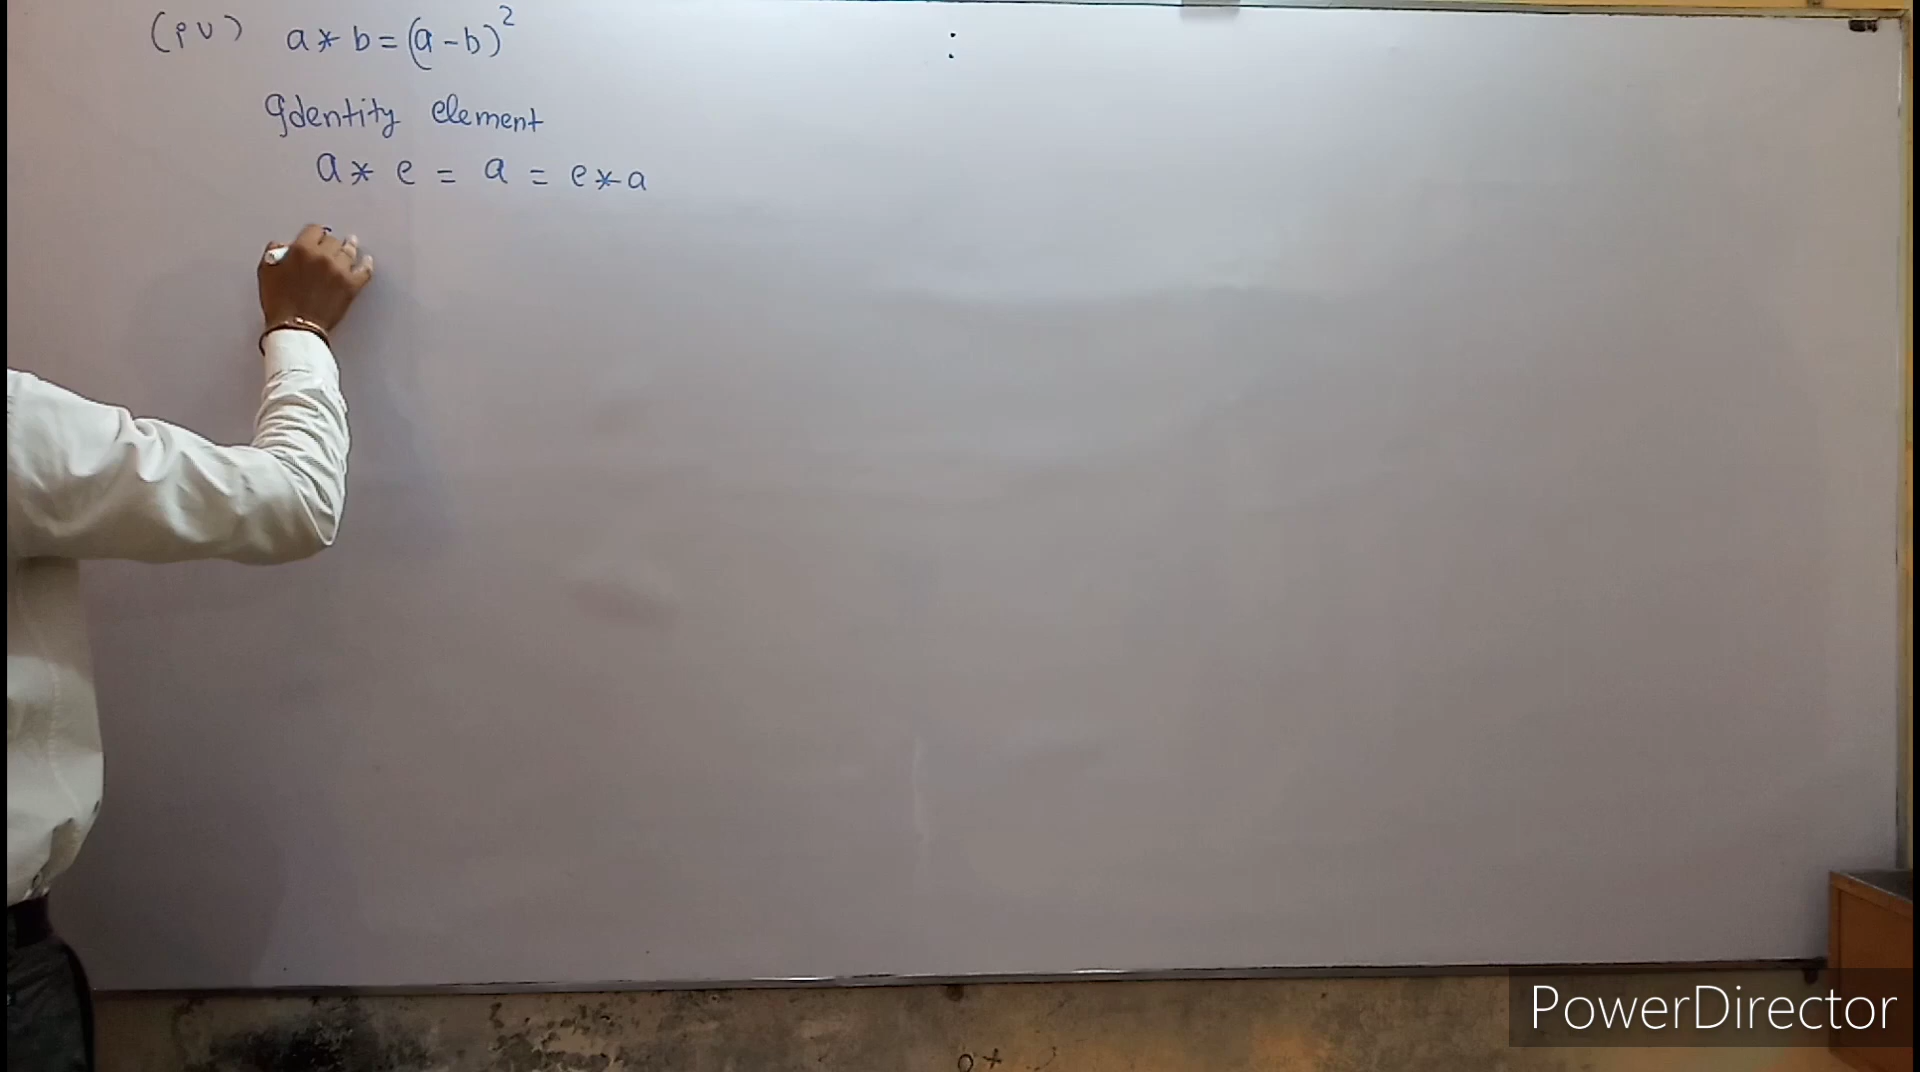 (iv) a * b = (a - b)²
Identity element
a * e = a = e * a
PowerDirector